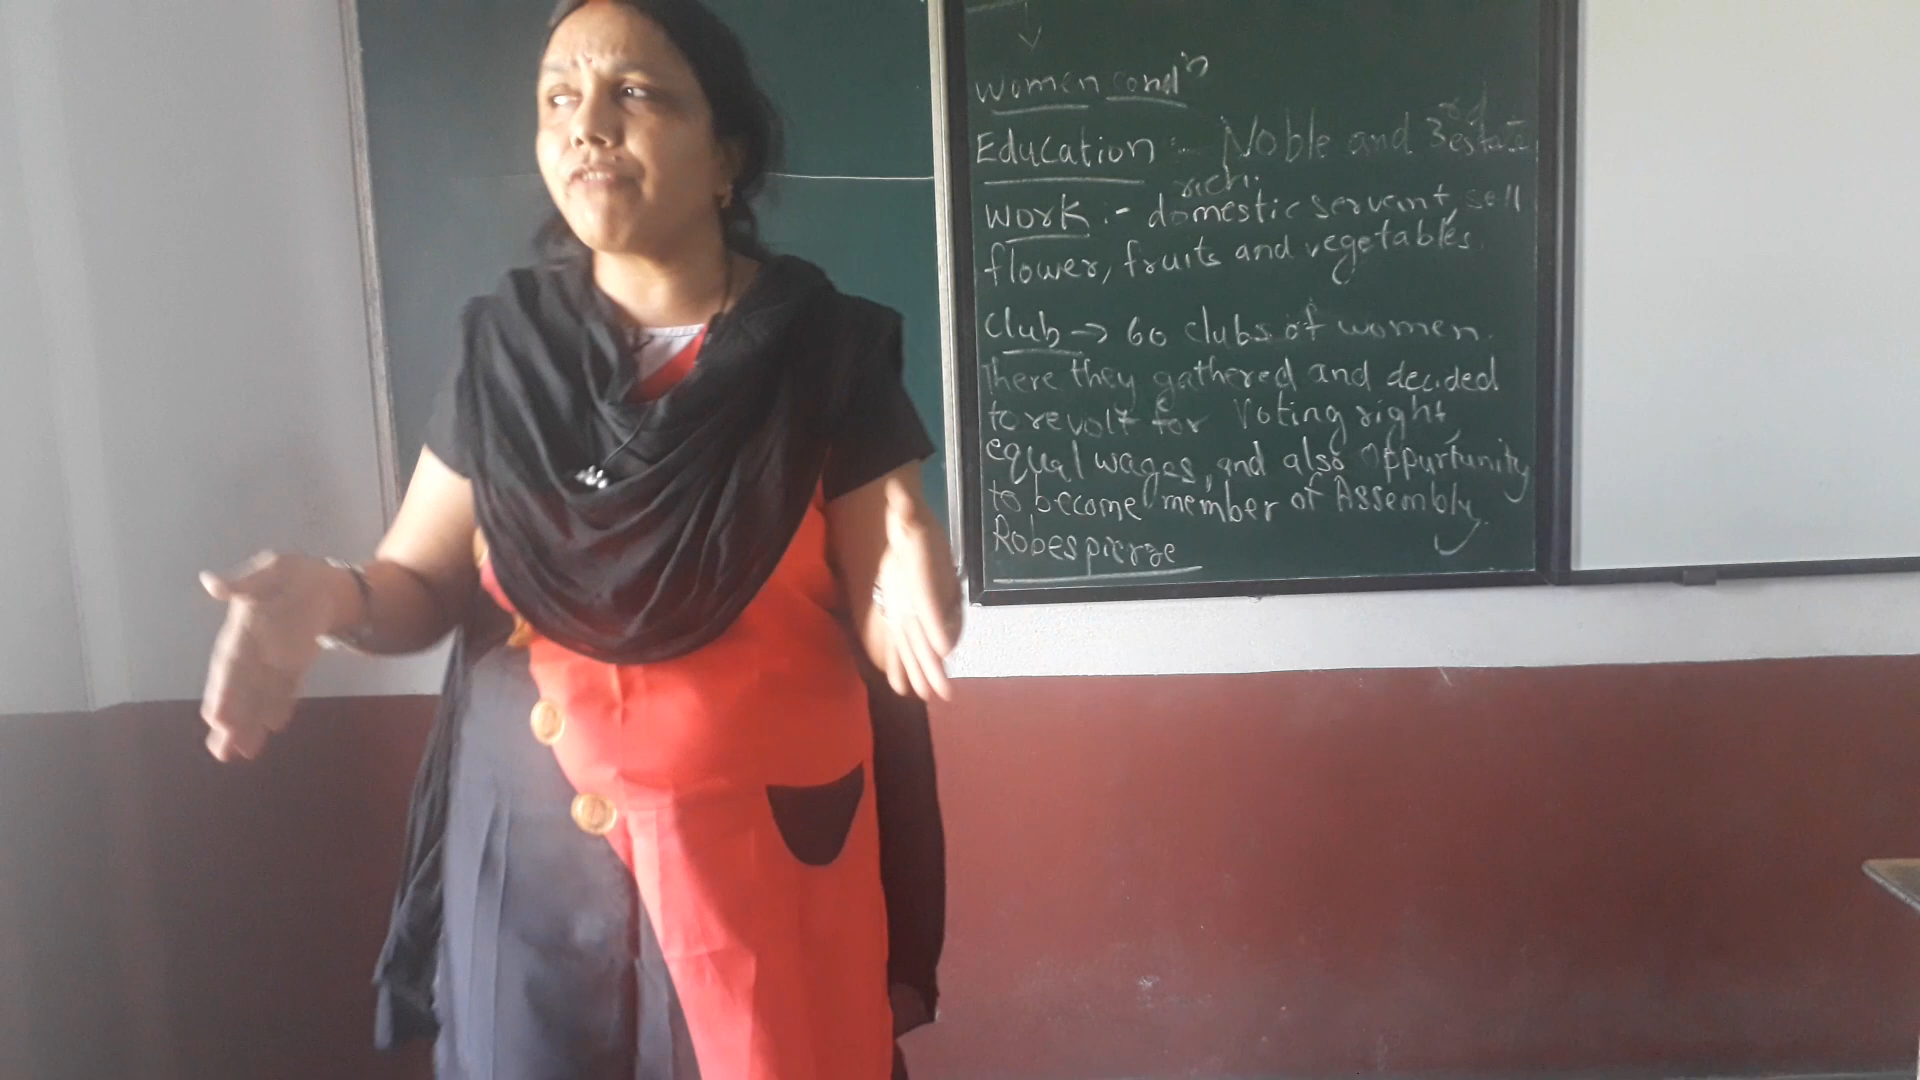 Women condⁿ
Education :- Noble and 3rd estate
rich.
Work :- domestic servant, sell
flower, fruits and vegetables.
Club → 60 clubs of women.
There they gathered and decided
to revolt for Voting right,
equal wages, and also oppurtunity
to become member of Assembly.
Robespierre